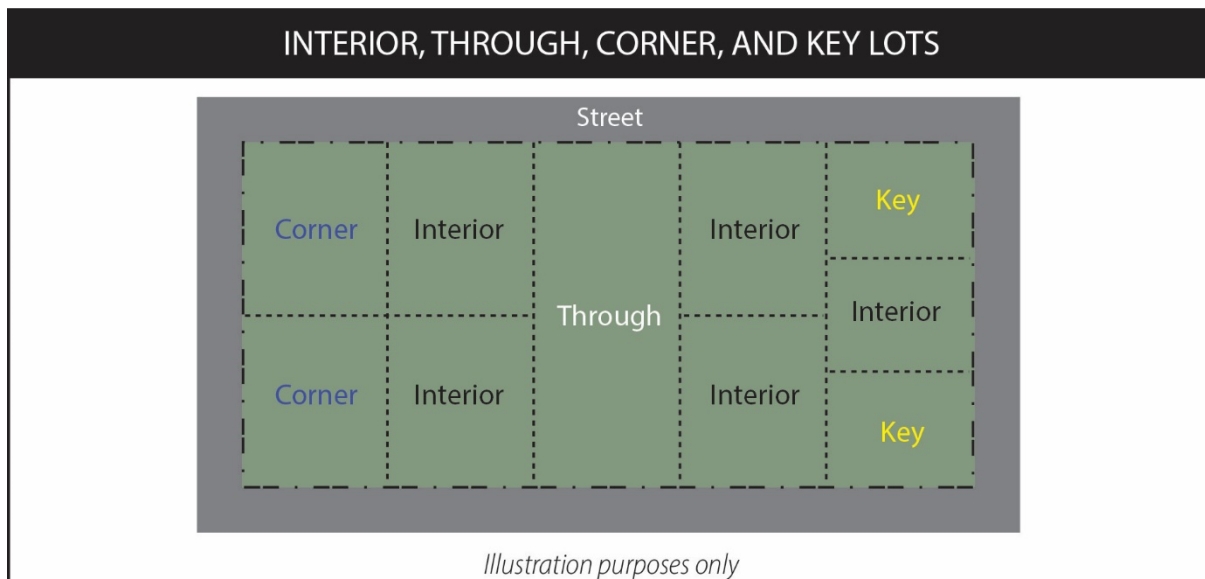 INTERIOR, THROUGH, CORNER, AND KEY LOTS
Street
Corner
Interior
Interior
Key
Through
Interior
Corner
Interior
Interior
Key
Illustration purposes only